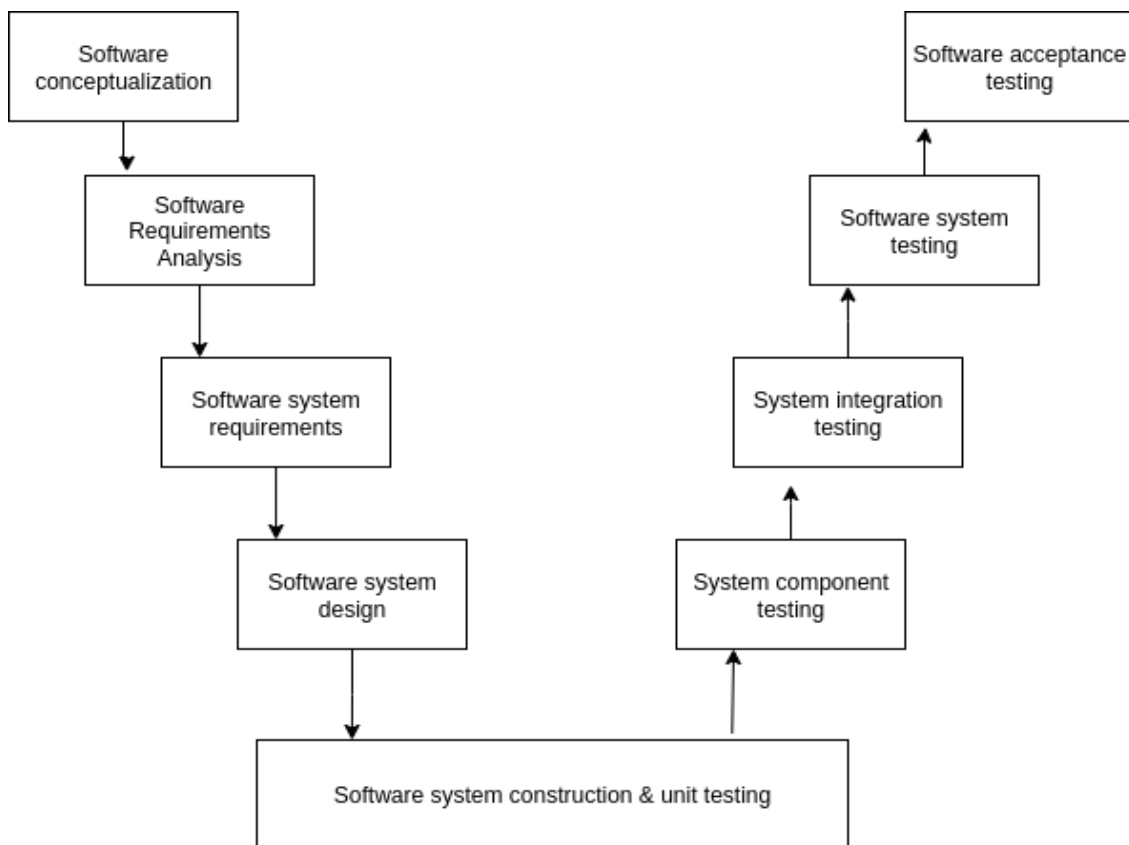 Software
conceptualization
Software acceptance
testing
Software
Requirements
Analysis
Software system
testing
Software system
requirements
System integration
testing
Software system
design
System component
testing
Software system construction & unit testing